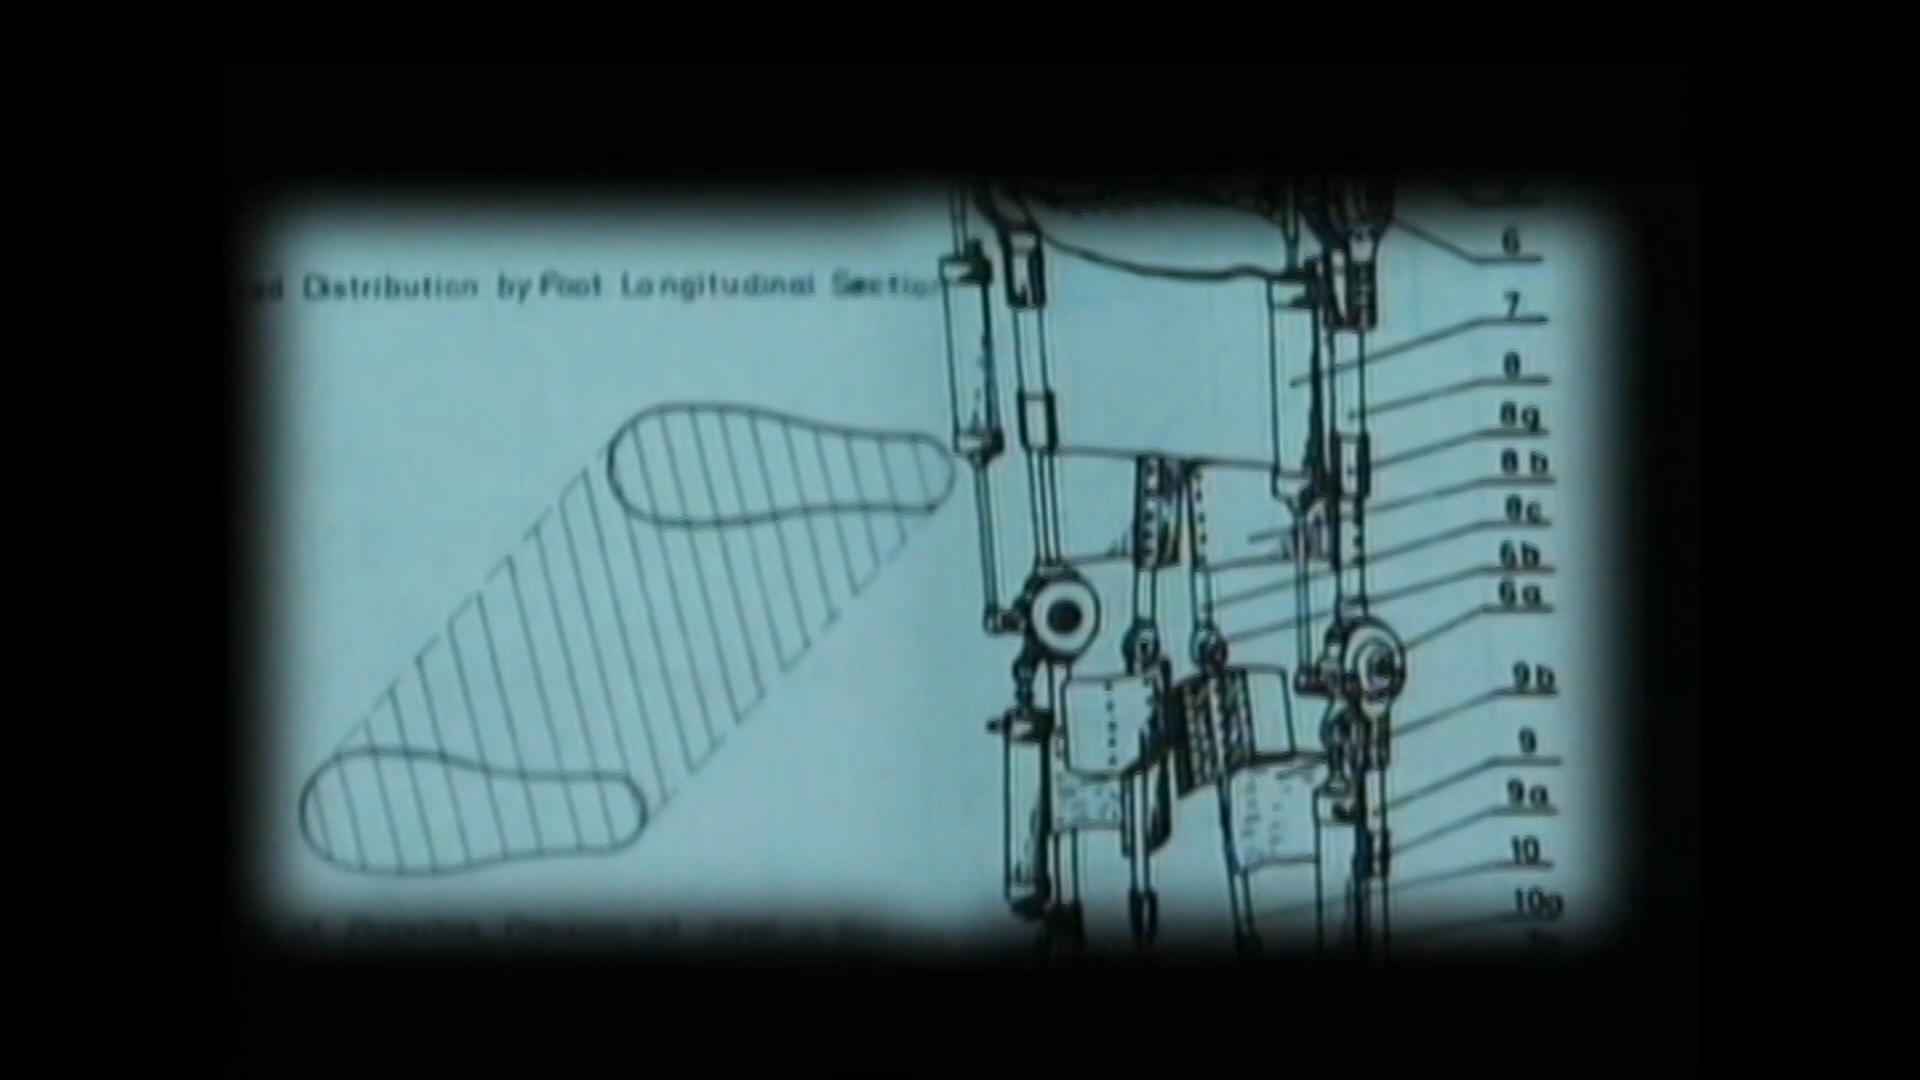 Distribution by Foot Longitudinal Section
6
7
8
8a
8b
8c
6b
6a
9b
9
9a
10
10a